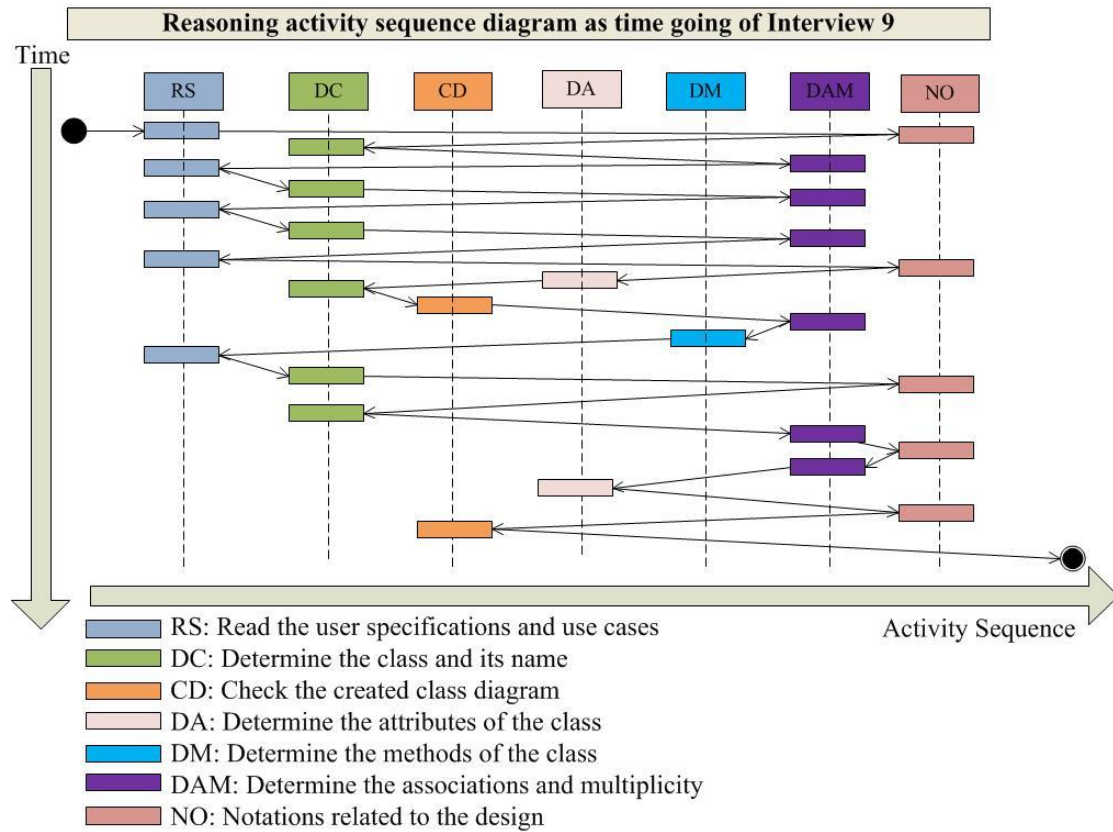 Reasoning activity sequence diagram as time going of Interview 9
Time
RS DC CD DA DM DAM NO
Activity Sequence
RS: Read the user specifications and use cases
DC: Determine the class and its name
CD: Check the created class diagram
DA: Determine the attributes of the class
DM: Determine the methods of the class
DAM: Determine the associations and multiplicity
NO: Notations related to the design